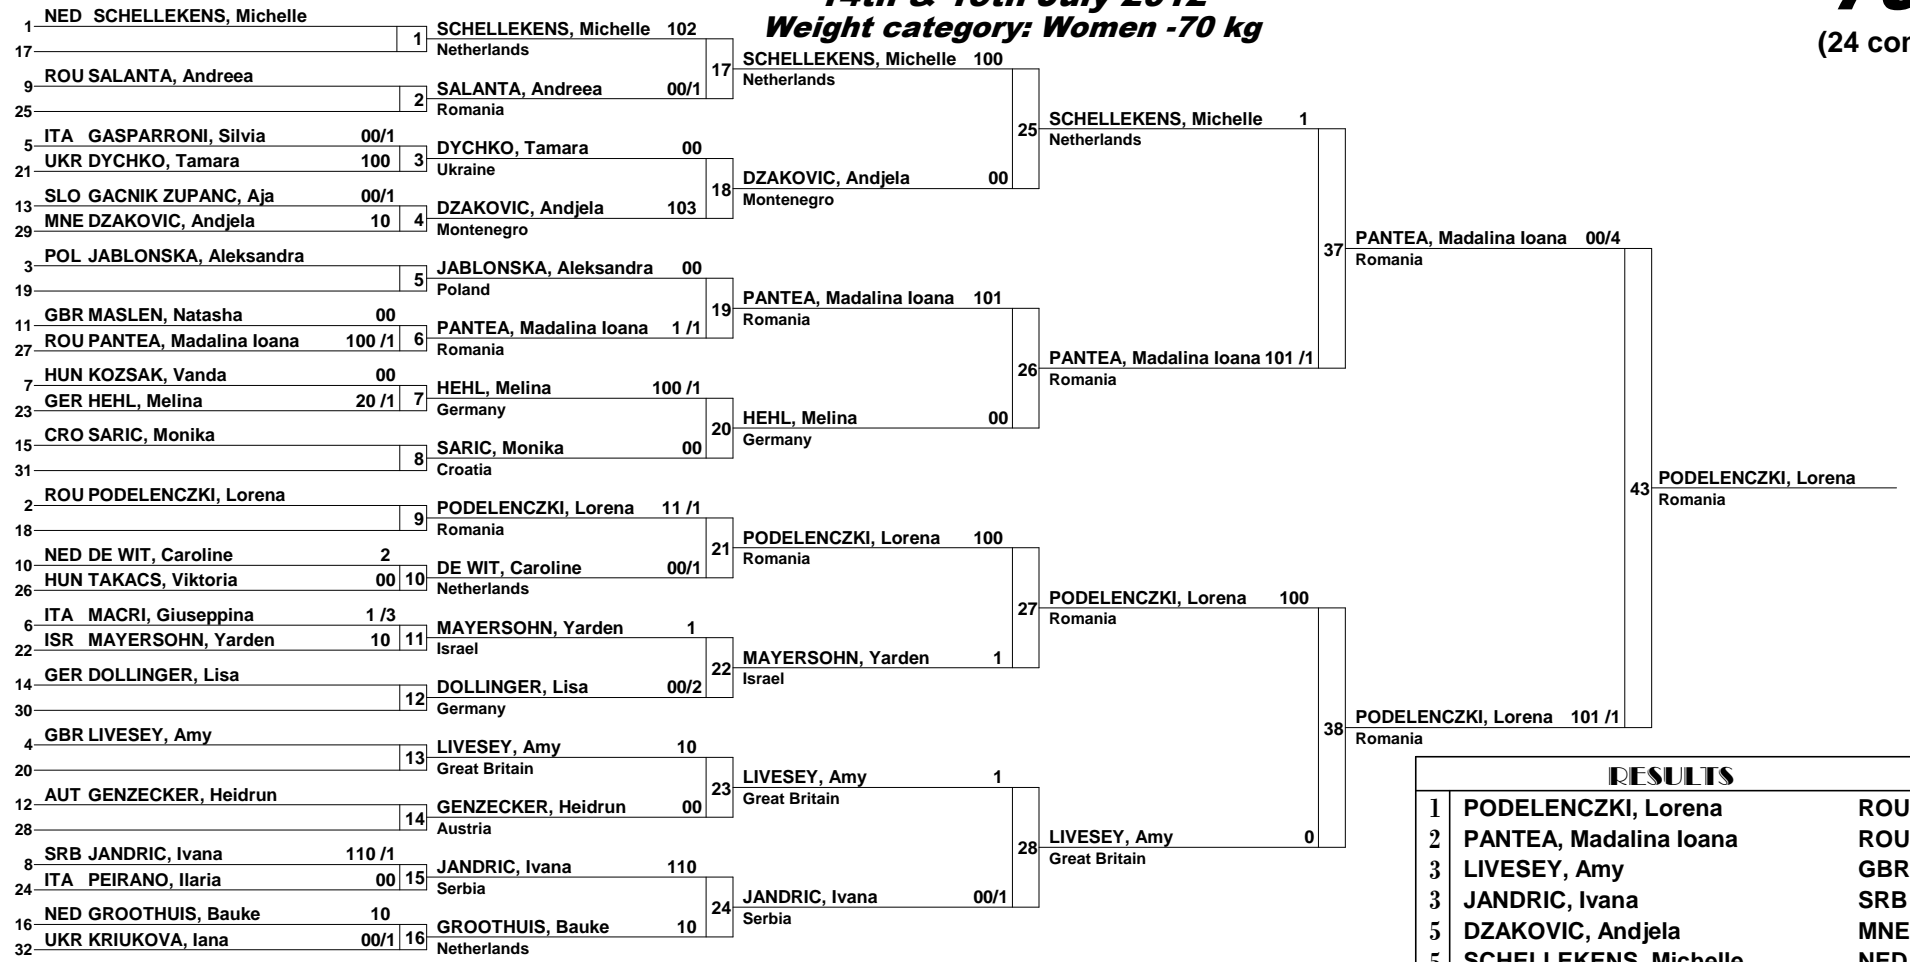 14th & 15th July 2012
Weight category: Women -70 kg
(24
1 NED SCHELLEKENS, Michelle
17
1 SCHELLEKENS, Michelle 102
Netherlands
9 ROU SALANTA, Andreea
25
2 SALANTA, Andreea 00/1
Romania
5 ITA GASPARRONI, Silvia 00/1
21 UKR DYCHKO, Tamara 100
3 DYCHKO, Tamara 00
Ukraine
13 SLO GACNIK ZUPANC, Aja 00/1
29 MNE DZAKOVIC, Andjela 10
4 DZAKOVIC, Andjela 103
Montenegro
3 POL JABLONSKA, Aleksandra
19
5 JABLONSKA, Aleksandra 00
Poland
11 GBR MASLEN, Natasha 00
27 ROU PANTEA, Madalina Ioana 100 /1
6 PANTEA, Madalina Ioana 1 /1
Romania
7 HUN KOZSAK, Vanda 00
23 GER HEHL, Melina 20 /1
7 HEHL, Melina 100 /1
Germany
15 CRO SARIC, Monika
31
8 SARIC, Monika 00
Croatia
2 ROU PODELENCZKI, Lorena
18
9 PODELENCZKI, Lorena 11 /1
Romania
10 NED DE WIT, Caroline 2
26 HUN TAKACS, Viktoria 00
10 DE WIT, Caroline 00/1
Netherlands
6 ITA MACRI, Giuseppina 1 /3
22 ISR MAYERSOHN, Yarden 10
11 MAYERSOHN, Yarden 1
Israel
14 GER DOLLINGER, Lisa
30
12 DOLLINGER, Lisa 00/2
Germany
4 GBR LIVESEY, Amy
20
13 LIVESEY, Amy 10
Great Britain
12 AUT GENZECKER, Heidrun
28
14 GENZECKER, Heidrun 00
Austria
8 SRB JANDRIC, Ivana 110 /1
24 ITA PEIRANO, Ilaria 00
15 JANDRIC, Ivana 110
Serbia
16 NED GROOTHUIS, Bauke 10
32 UKR KRIUKOVA, Iana 00/1
16 GROOTHUIS, Bauke 10
Netherlands
17 SCHELLEKENS, Michelle 100
Netherlands
18 DZAKOVIC, Andjela 00
Montenegro
19 PANTEA, Madalina Ioana 101
Romania
20 HEHL, Melina 00
Germany
21 PODELENCZKI, Lorena 100
Romania
22 MAYERSOHN, Yarden 1
Israel
23 LIVESEY, Amy 1
Great Britain
24 JANDRIC, Ivana 00/1
Serbia
25 SCHELLEKENS, Michelle 1
Netherlands
26 PANTEA, Madalina Ioana 101 /1
Romania
27 PODELENCZKI, Lorena 100
Romania
28 LIVESEY, Amy 0
Great Britain
37 PANTEA, Madalina Ioana 00/4
Romania
38 PODELENCZKI, Lorena 101 /1
Romania
43 PODELENCZKI, Lorena
Romania
RESULTS
1 PODELENCZKI, Lorena ROU
2 PANTEA, Madalina Ioana ROU
3 LIVESEY, Amy GBR
3 JANDRIC, Ivana SRB
5 DZAKOVIC, Andjela MNE
5 SCHELLEKENS, Michelle NED